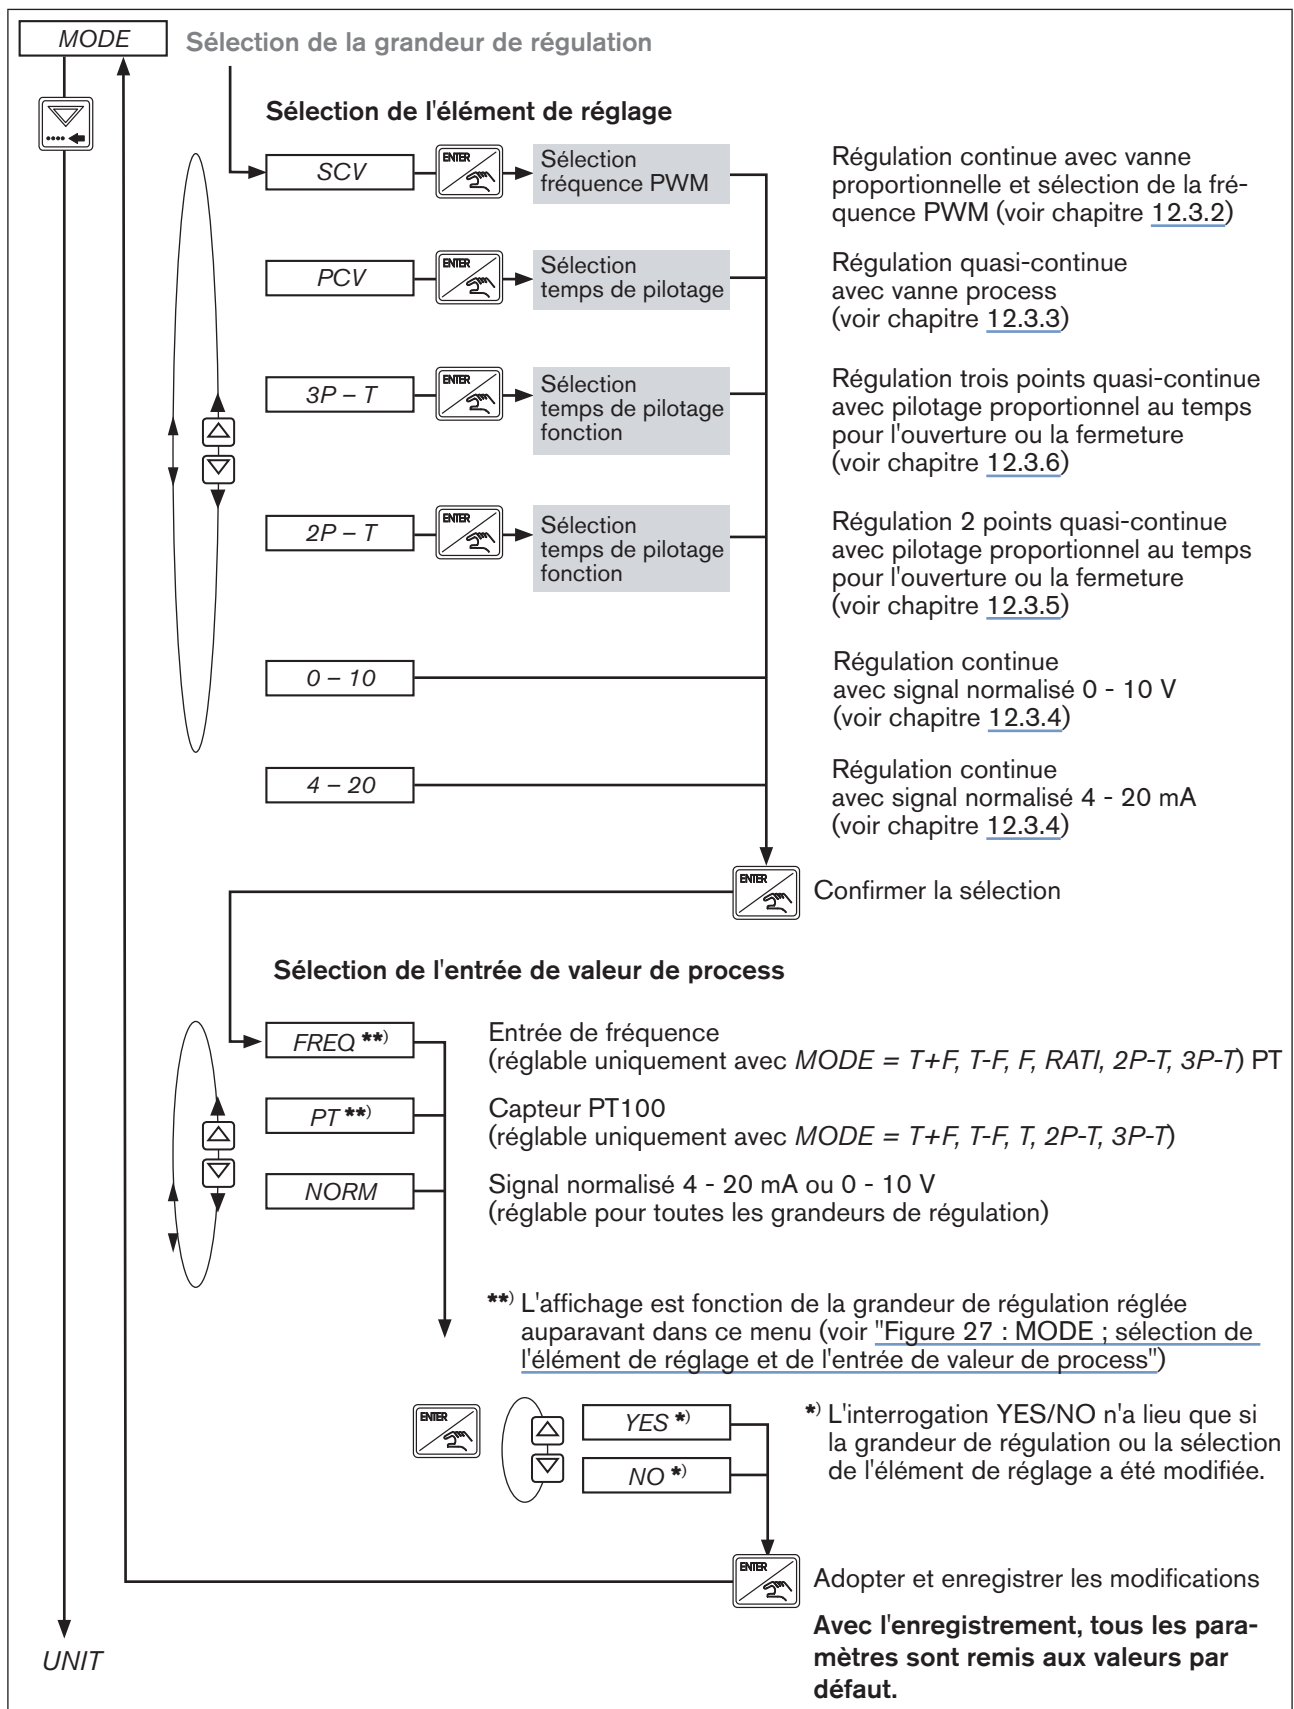 MODE
Sélection de la grandeur de régulation
Sélection de l'élément de réglage
SCV
ENTER
Sélection
fréquence PWM
Régulation continue avec vanne
proportionnelle et sélection de la fré-
quence PWM (voir chapitre 12.3.2)
PCV
ENTER
Sélection
temps de pilotage
Régulation quasi-continue
avec vanne process
(voir chapitre 12.3.3)
3P – T
ENTER
Sélection
temps de pilotage
fonction
Régulation trois points quasi-continue
avec pilotage proportionnel au temps
pour l'ouverture ou la fermeture
(voir chapitre 12.3.6)
2P – T
ENTER
Sélection
temps de pilotage
fonction
Régulation 2 points quasi-continue
avec pilotage proportionnel au temps
pour l'ouverture ou la fermeture
(voir chapitre 12.3.5)
0 – 10
Régulation continue
avec signal normalisé 0 - 10 V
(voir chapitre 12.3.4)
4 – 20
Régulation continue
avec signal normalisé 4 - 20 mA
(voir chapitre 12.3.4)
ENTER
Confirmer la sélection
Sélection de l'entrée de valeur de process
FREQ **)
Entrée de fréquence
(réglable uniquement avec MODE = T+F, T-F, F, RATI, 2P-T, 3P-T) PT
PT **)
Capteur PT100
(réglable uniquement avec MODE = T+F, T-F, T, 2P-T, 3P-T)
NORM
Signal normalisé 4 - 20 mA ou 0 - 10 V
(réglable pour toutes les grandeurs de régulation)
**) L'affichage est fonction de la grandeur de régulation réglée
auparavant dans ce menu (voir "Figure 27 : MODE ; sélection de
l'élément de réglage et de l'entrée de valeur de process")
ENTER
YES *)
NO *)
*) L'interrogation YES/NO n'a lieu que si
la grandeur de régulation ou la sélection
de l'élément de réglage a été modifiée.
ENTER
Adopter et enregistrer les modifications
Avec l'enregistrement, tous les para-
mètres sont remis aux valeurs par
défaut.
UNIT